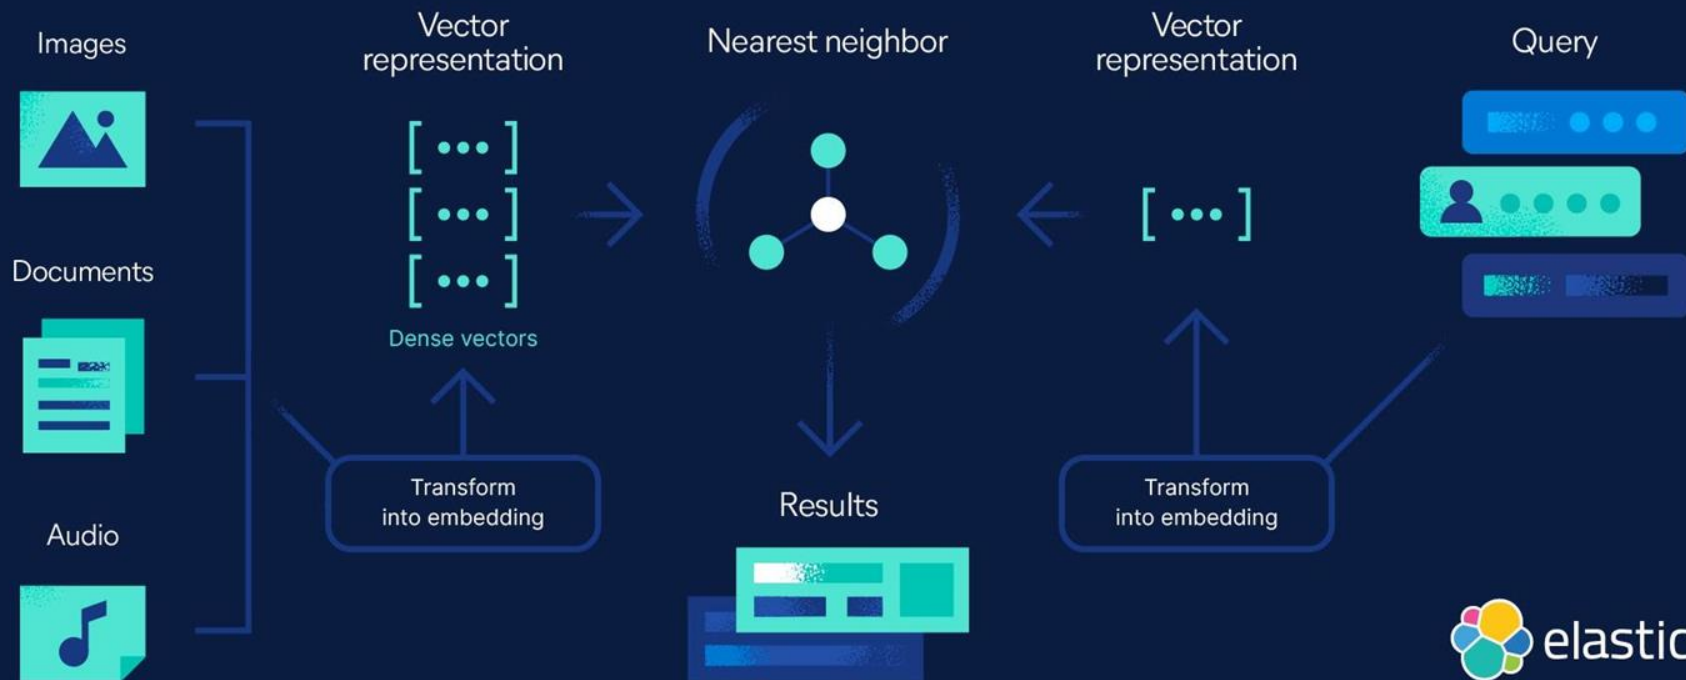 Images
Vector
representation
Nearest neighbor
Vector
representation
Query
Documents
Dense vectors
Transform
into embedding
Results
Transform
into embedding
Audio
elastic